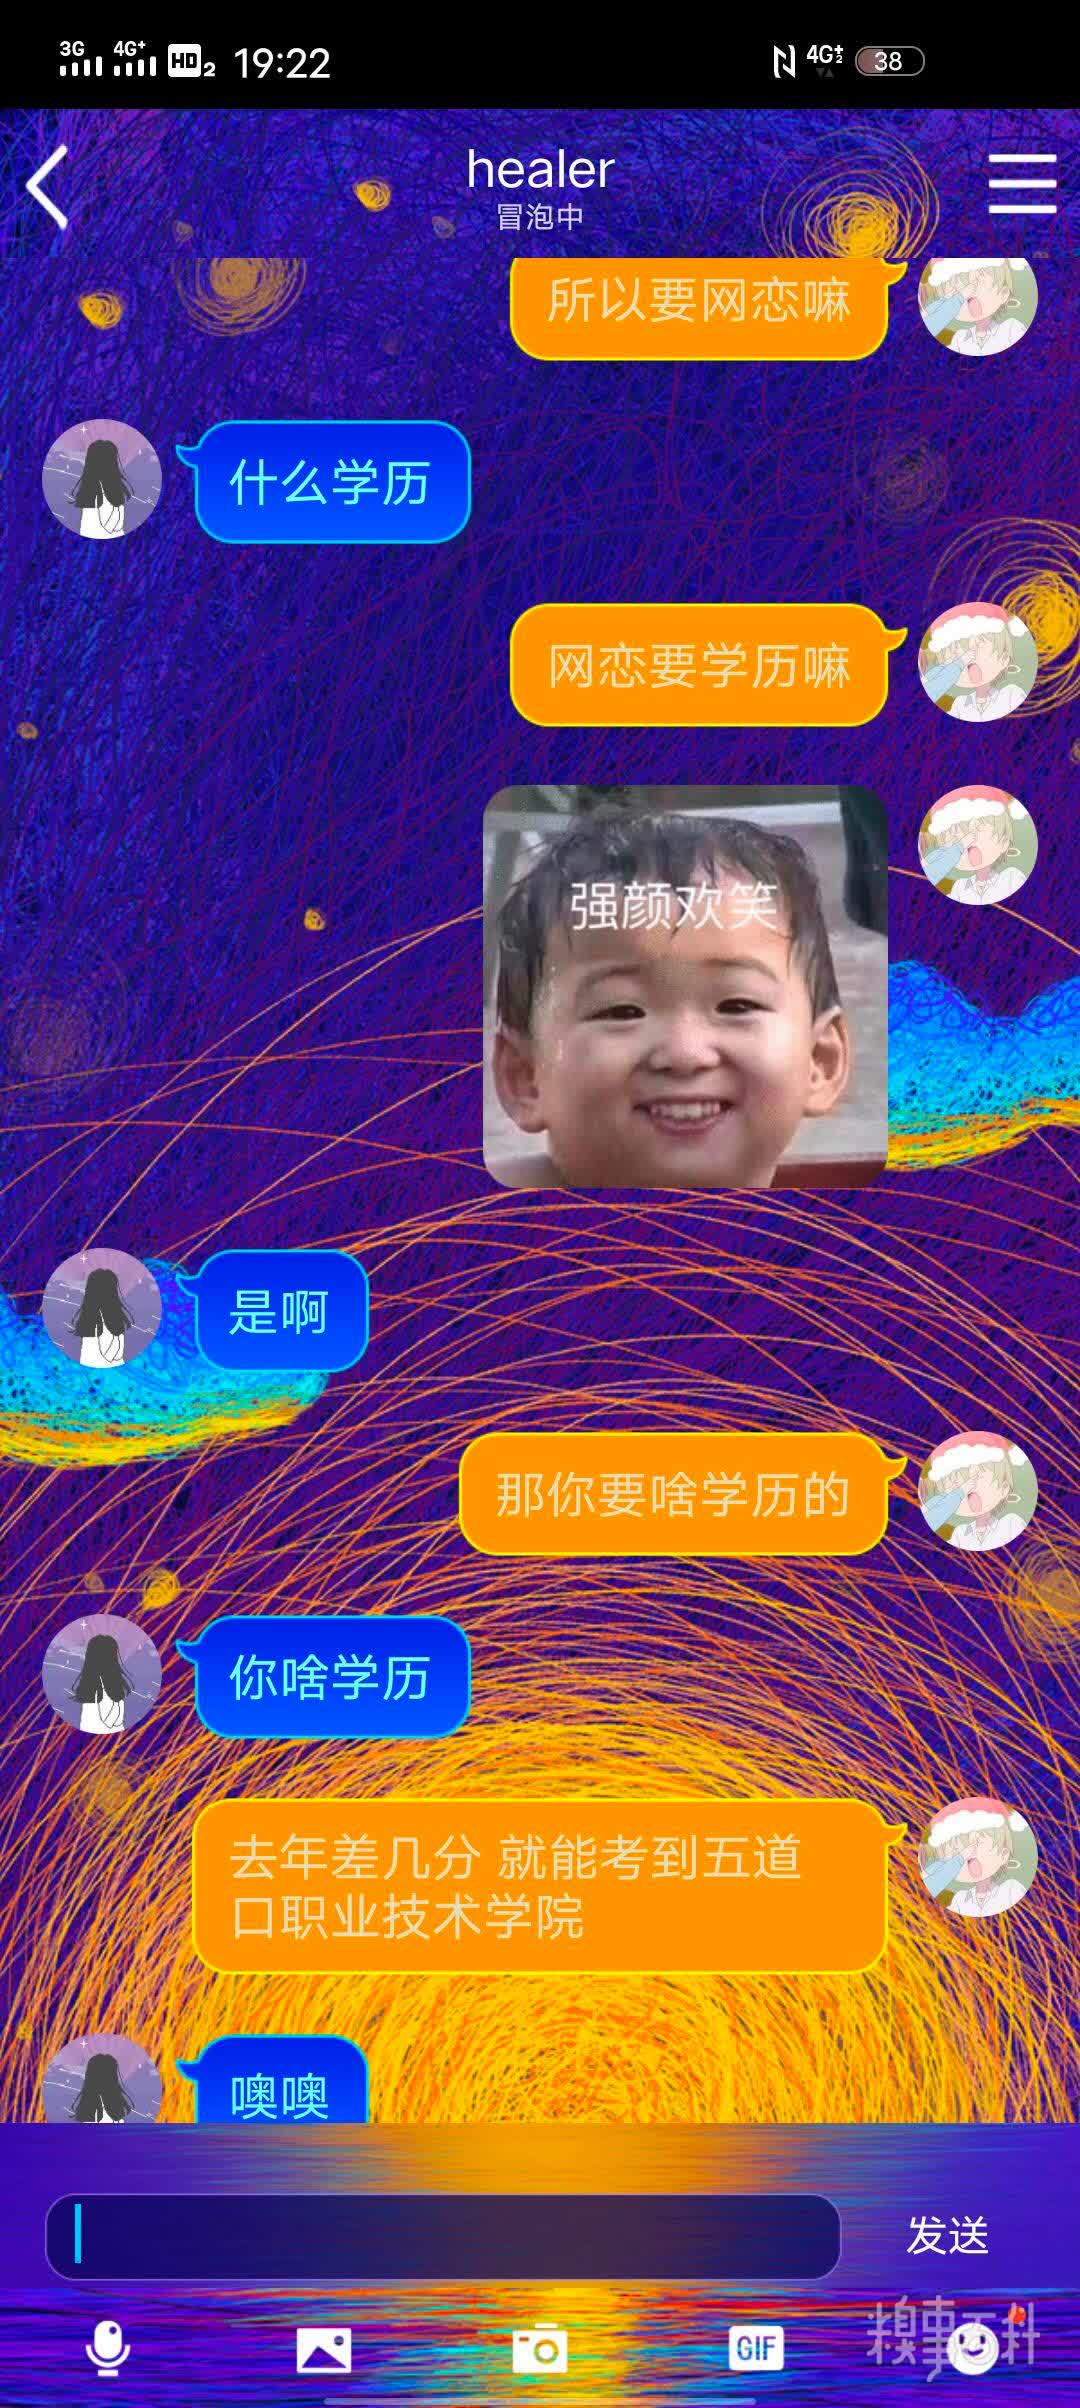 3G 4G+ HD2 19:22 4G+2 38
healer
冒泡中
所以要网恋嘛
什么学历
网恋要学历嘛
强颜欢笑
是啊
那你要啥学历的
你啥学历
去年差几分 就能考到五道
口职业技术学院
噢噢
发送
GIF
糗事百科